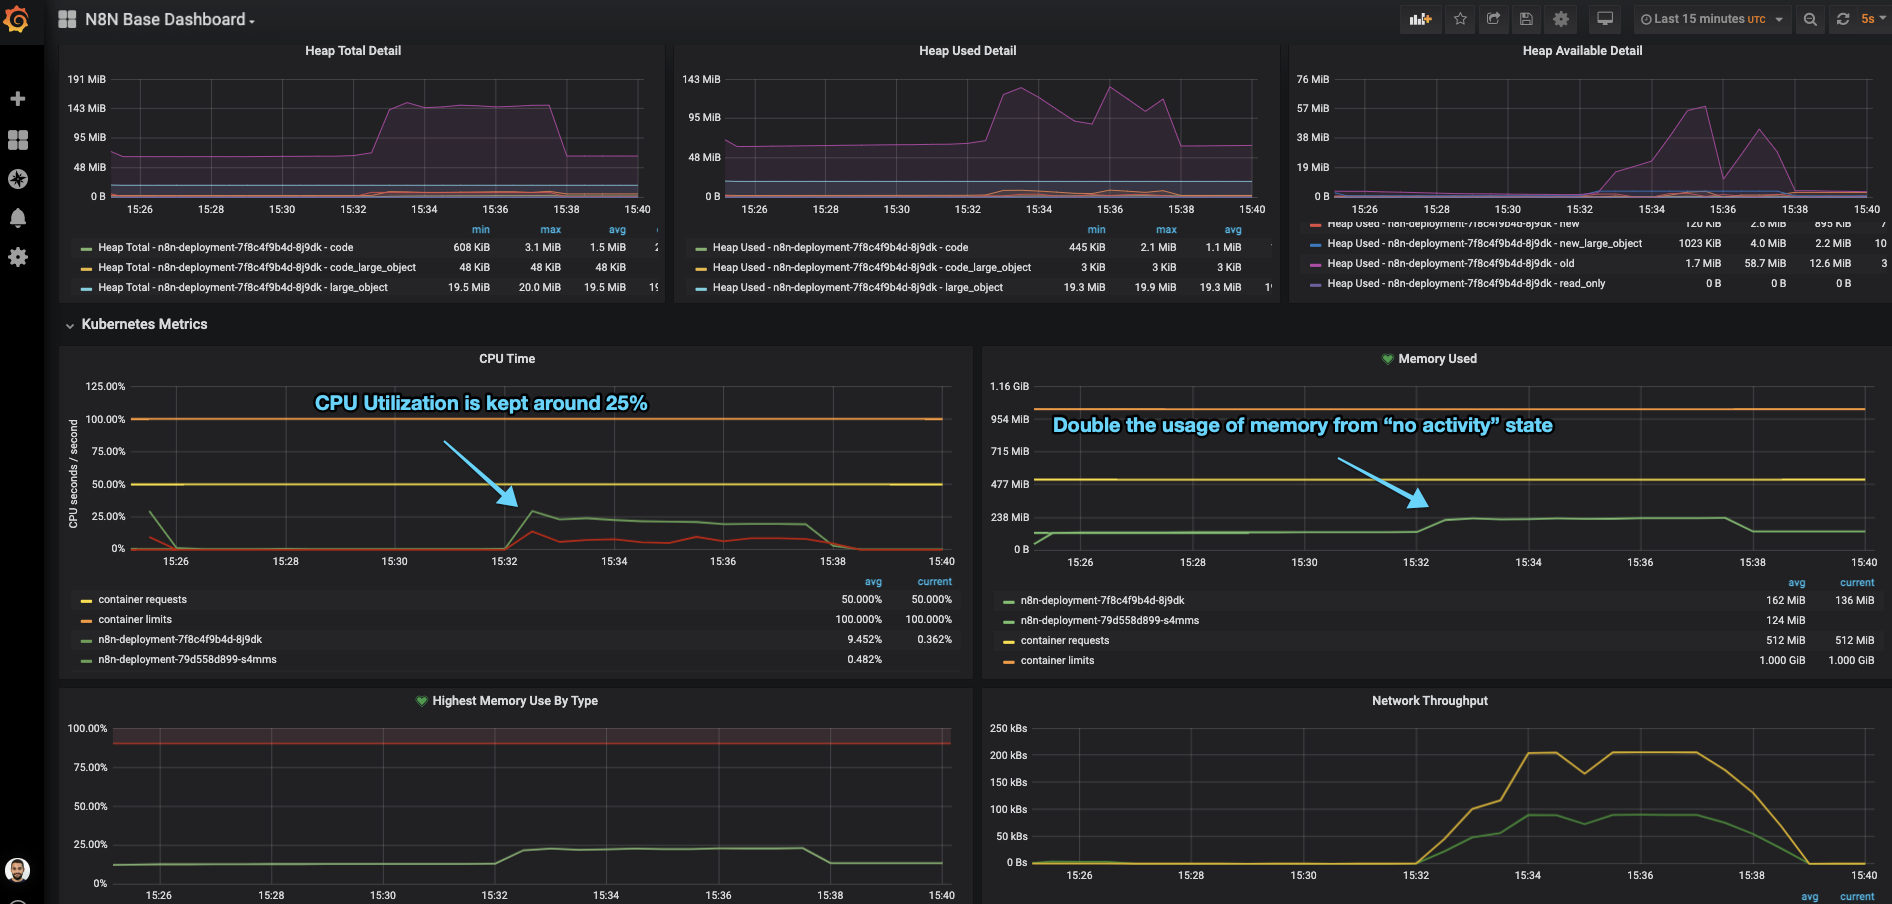 N8N Base Dashboard
Last 15 minutes UTC
5s
Heap Total Detail
191 MiB
143 MiB
95 MiB
48 MiB
0 B
15:26 15:28 15:30 15:32 15:34 15:36 15:38 15:40
min max avg
Heap Total - n8n-deployment-7f8c4f9b4d-8j9dk - code 608 KiB 3.1 MiB 1.5 MiB 2
Heap Total - n8n-deployment-7f8c4f9b4d-8j9dk - code_large_object 48 KiB 48 KiB 48 KiB
Heap Total - n8n-deployment-7f8c4f9b4d-8j9dk - large_object 19.5 MiB 20.0 MiB 19.5 MiB 19
Heap Used Detail
143 MiB
95 MiB
48 MiB
0 B
15:26 15:28 15:30 15:32 15:34 15:36 15:38 15:40
min max avg
Heap Used - n8n-deployment-7f8c4f9b4d-8j9dk - code 445 KiB 2.1 MiB 1.1 MiB
Heap Used - n8n-deployment-7f8c4f9b4d-8j9dk - code_large_object 3 KiB 3 KiB 3 KiB
Heap Used - n8n-deployment-7f8c4f9b4d-8j9dk - large_object 19.3 MiB 19.9 MiB 19.3 MiB
Heap Available Detail
76 MiB
57 MiB
38 MiB
19 MiB
0 B
15:26 15:28 15:30 15:32 15:34 15:36 15:38 15:40
Heap Used - n8n-deployment-7f8c4f9b4d-8j9dk - new 120 KiB 2.6 MiB 895 KiB
Heap Used - n8n-deployment-7f8c4f9b4d-8j9dk - new_large_object 1023 KiB 4.0 MiB 2.2 MiB 10
Heap Used - n8n-deployment-7f8c4f9b4d-8j9dk - old 1.7 MiB 58.7 MiB 12.6 MiB 3
Heap Used - n8n-deployment-7f8c4f9b4d-8j9dk - read_only 0 B 0 B 0 B
Kubernetes Metrics
CPU Time
CPU seconds / second
125.00%
100.00%
75.00%
50.00%
25.00%
0%
CPU Utilization is kept around 25%
15:26 15:28 15:30 15:32 15:34 15:36 15:38 15:40
avg current
container requests 50.000% 50.000%
container limits 100.000% 100.000%
n8n-deployment-7f8c4f9b4d-8j9dk 9.452% 0.362%
n8n-deployment-79d558d899-s4mms 0.482%
Memory Used
1.16 GiB
954 MiB
715 MiB
477 MiB
238 MiB
0 B
Double the usage of memory from “no activity” state
15:26 15:28 15:30 15:32 15:34 15:36 15:38 15:40
avg current
n8n-deployment-7f8c4f9b4d-8j9dk 162 MiB 136 MiB
n8n-deployment-79d558d899-s4mms 124 MiB
container requests 512 MiB 512 MiB
container limits 1.000 GiB 1.000 GiB
Highest Memory Use By Type
100.00%
75.00%
50.00%
25.00%
0%
15:26 15:28 15:30 15:32 15:34 15:36 15:38 15:40
Network Throughput
250 kBs
200 kBs
150 kBs
100 kBs
50 kBs
0 Bs
15:26 15:28 15:30 15:32 15:34 15:36 15:38 15:40
avg current